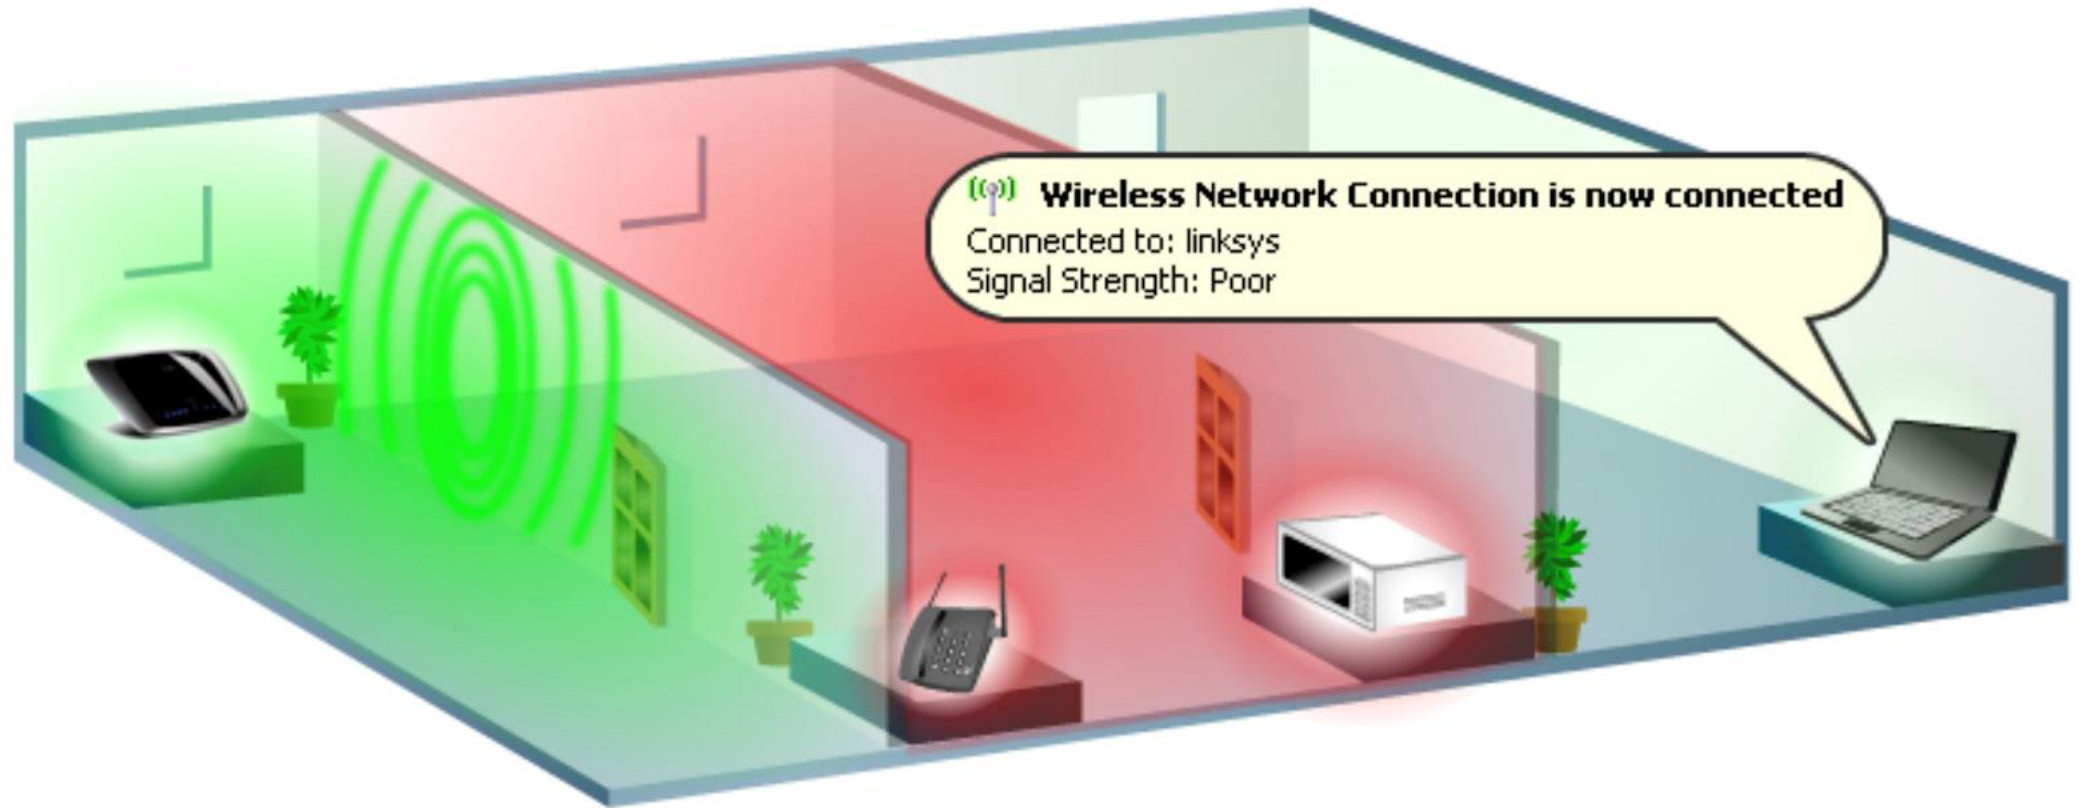 Wireless Network Connection is now connected
Connected to: linksys
Signal Strength: Poor